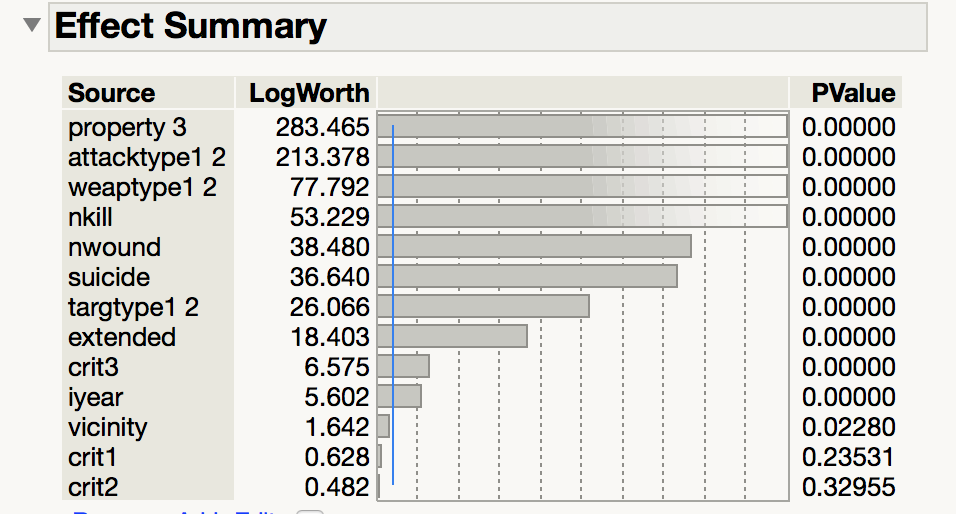 Effect Summary
Source LogWorth PValue
property 3 283.465 0.00000
attacktype1 2 213.378 0.00000
weaptype1 2 77.792 0.00000
nkill 53.229 0.00000
nwound 38.480 0.00000
suicide 36.640 0.00000
targtype1 2 26.066 0.00000
extended 18.403 0.00000
crit3 6.575 0.00000
iyear 5.602 0.00000
vicinity 1.642 0.02280
crit1 0.628 0.23531
crit2 0.482 0.32955